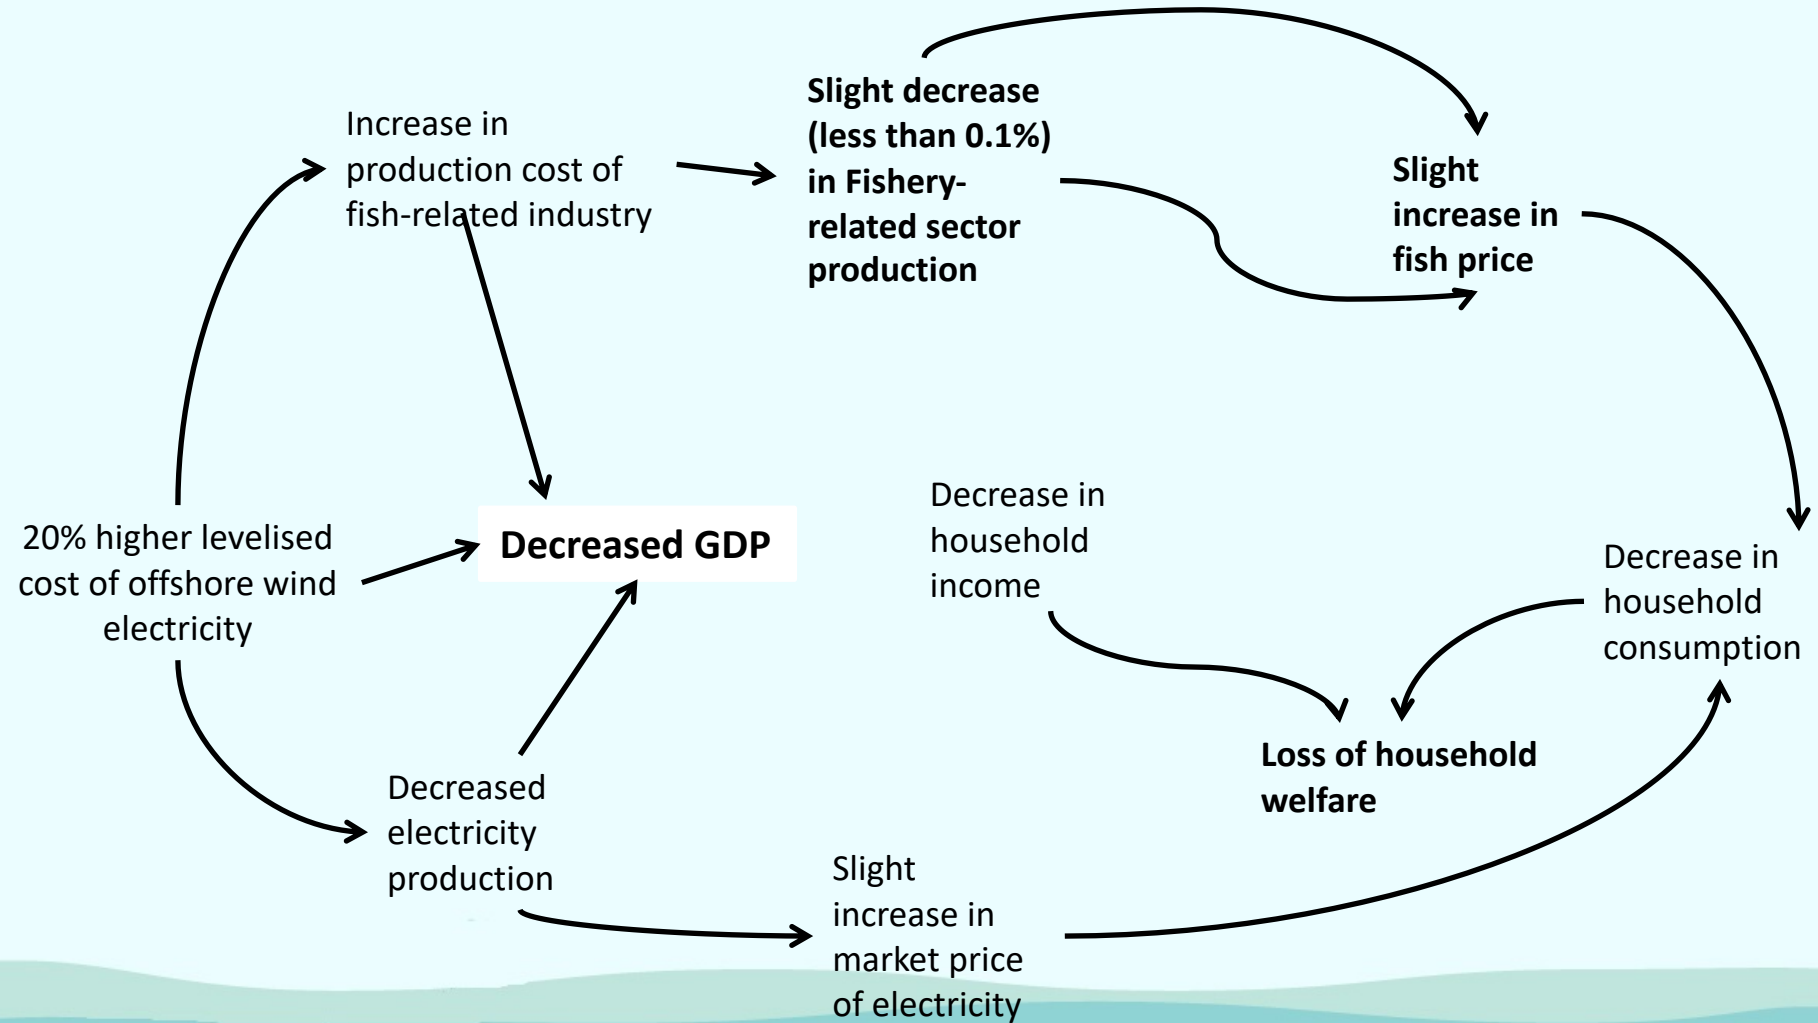 Increase in
production cost of
fish-related industry
Slight decrease
(less than 0.1%)
in Fishery-
related sector
production
Slight
increase in
fish price
20% higher levelised
cost of offshore wind
electricity
Decreased GDP
Decrease in
household
income
Decrease in
household
consumption
Loss of household
welfare
Decreased
electricity
production
Slight
increase in
market price
of electricity